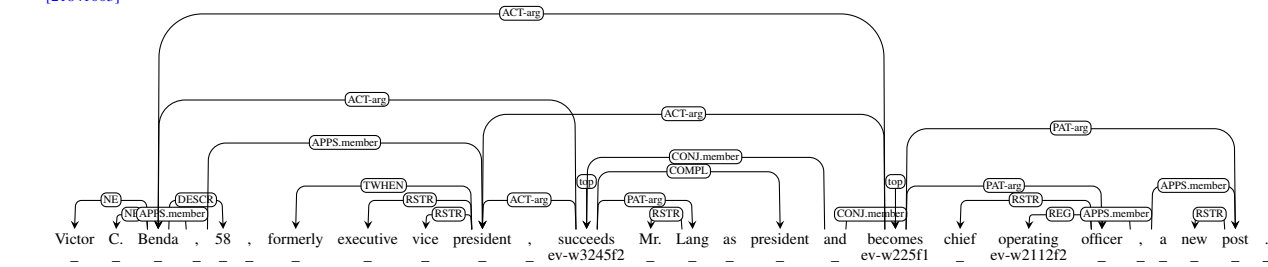 ACT-arg
ACT-arg
ACT-arg
PAT-arg
APPS.member
CONJ.member
COMPL
top
top
TWHEN
PAT-arg
APPS.member
NE
DESCR
RSTR
ACT-arg
PAT-arg
RSTR
APPS.member
RSTR
RSTR
CONJ.member
REG
APPS.member
RSTR
Victor C. Benda , 58 , formerly executive vice president , succeeds Mr. Lang as president and becomes chief operating officer , a new post .
ev-w3245f2 ev-w225f1 ev-w2112f2
_ _ _ _ _ _ _ _ _ _ _ _ _ _ _ _ _ _ _ _ _